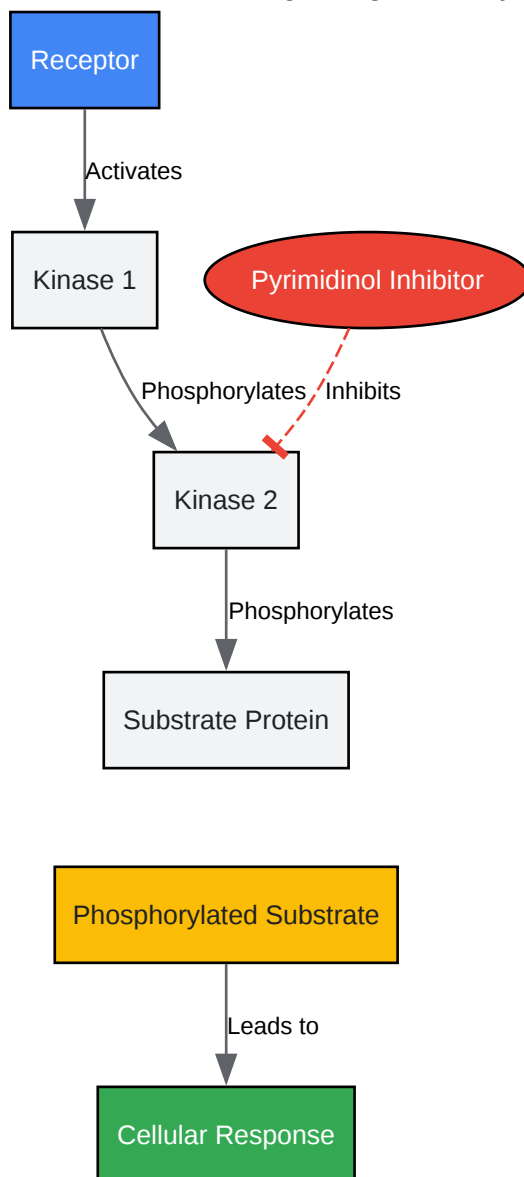 Receptor
Activates
Kinase 1
Pyrimidinol Inhibitor
Phosphorylates
Inhibits
Kinase 2
Phosphorylates
Substrate Protein
Phosphorylated Substrate
Leads to
Cellular Response